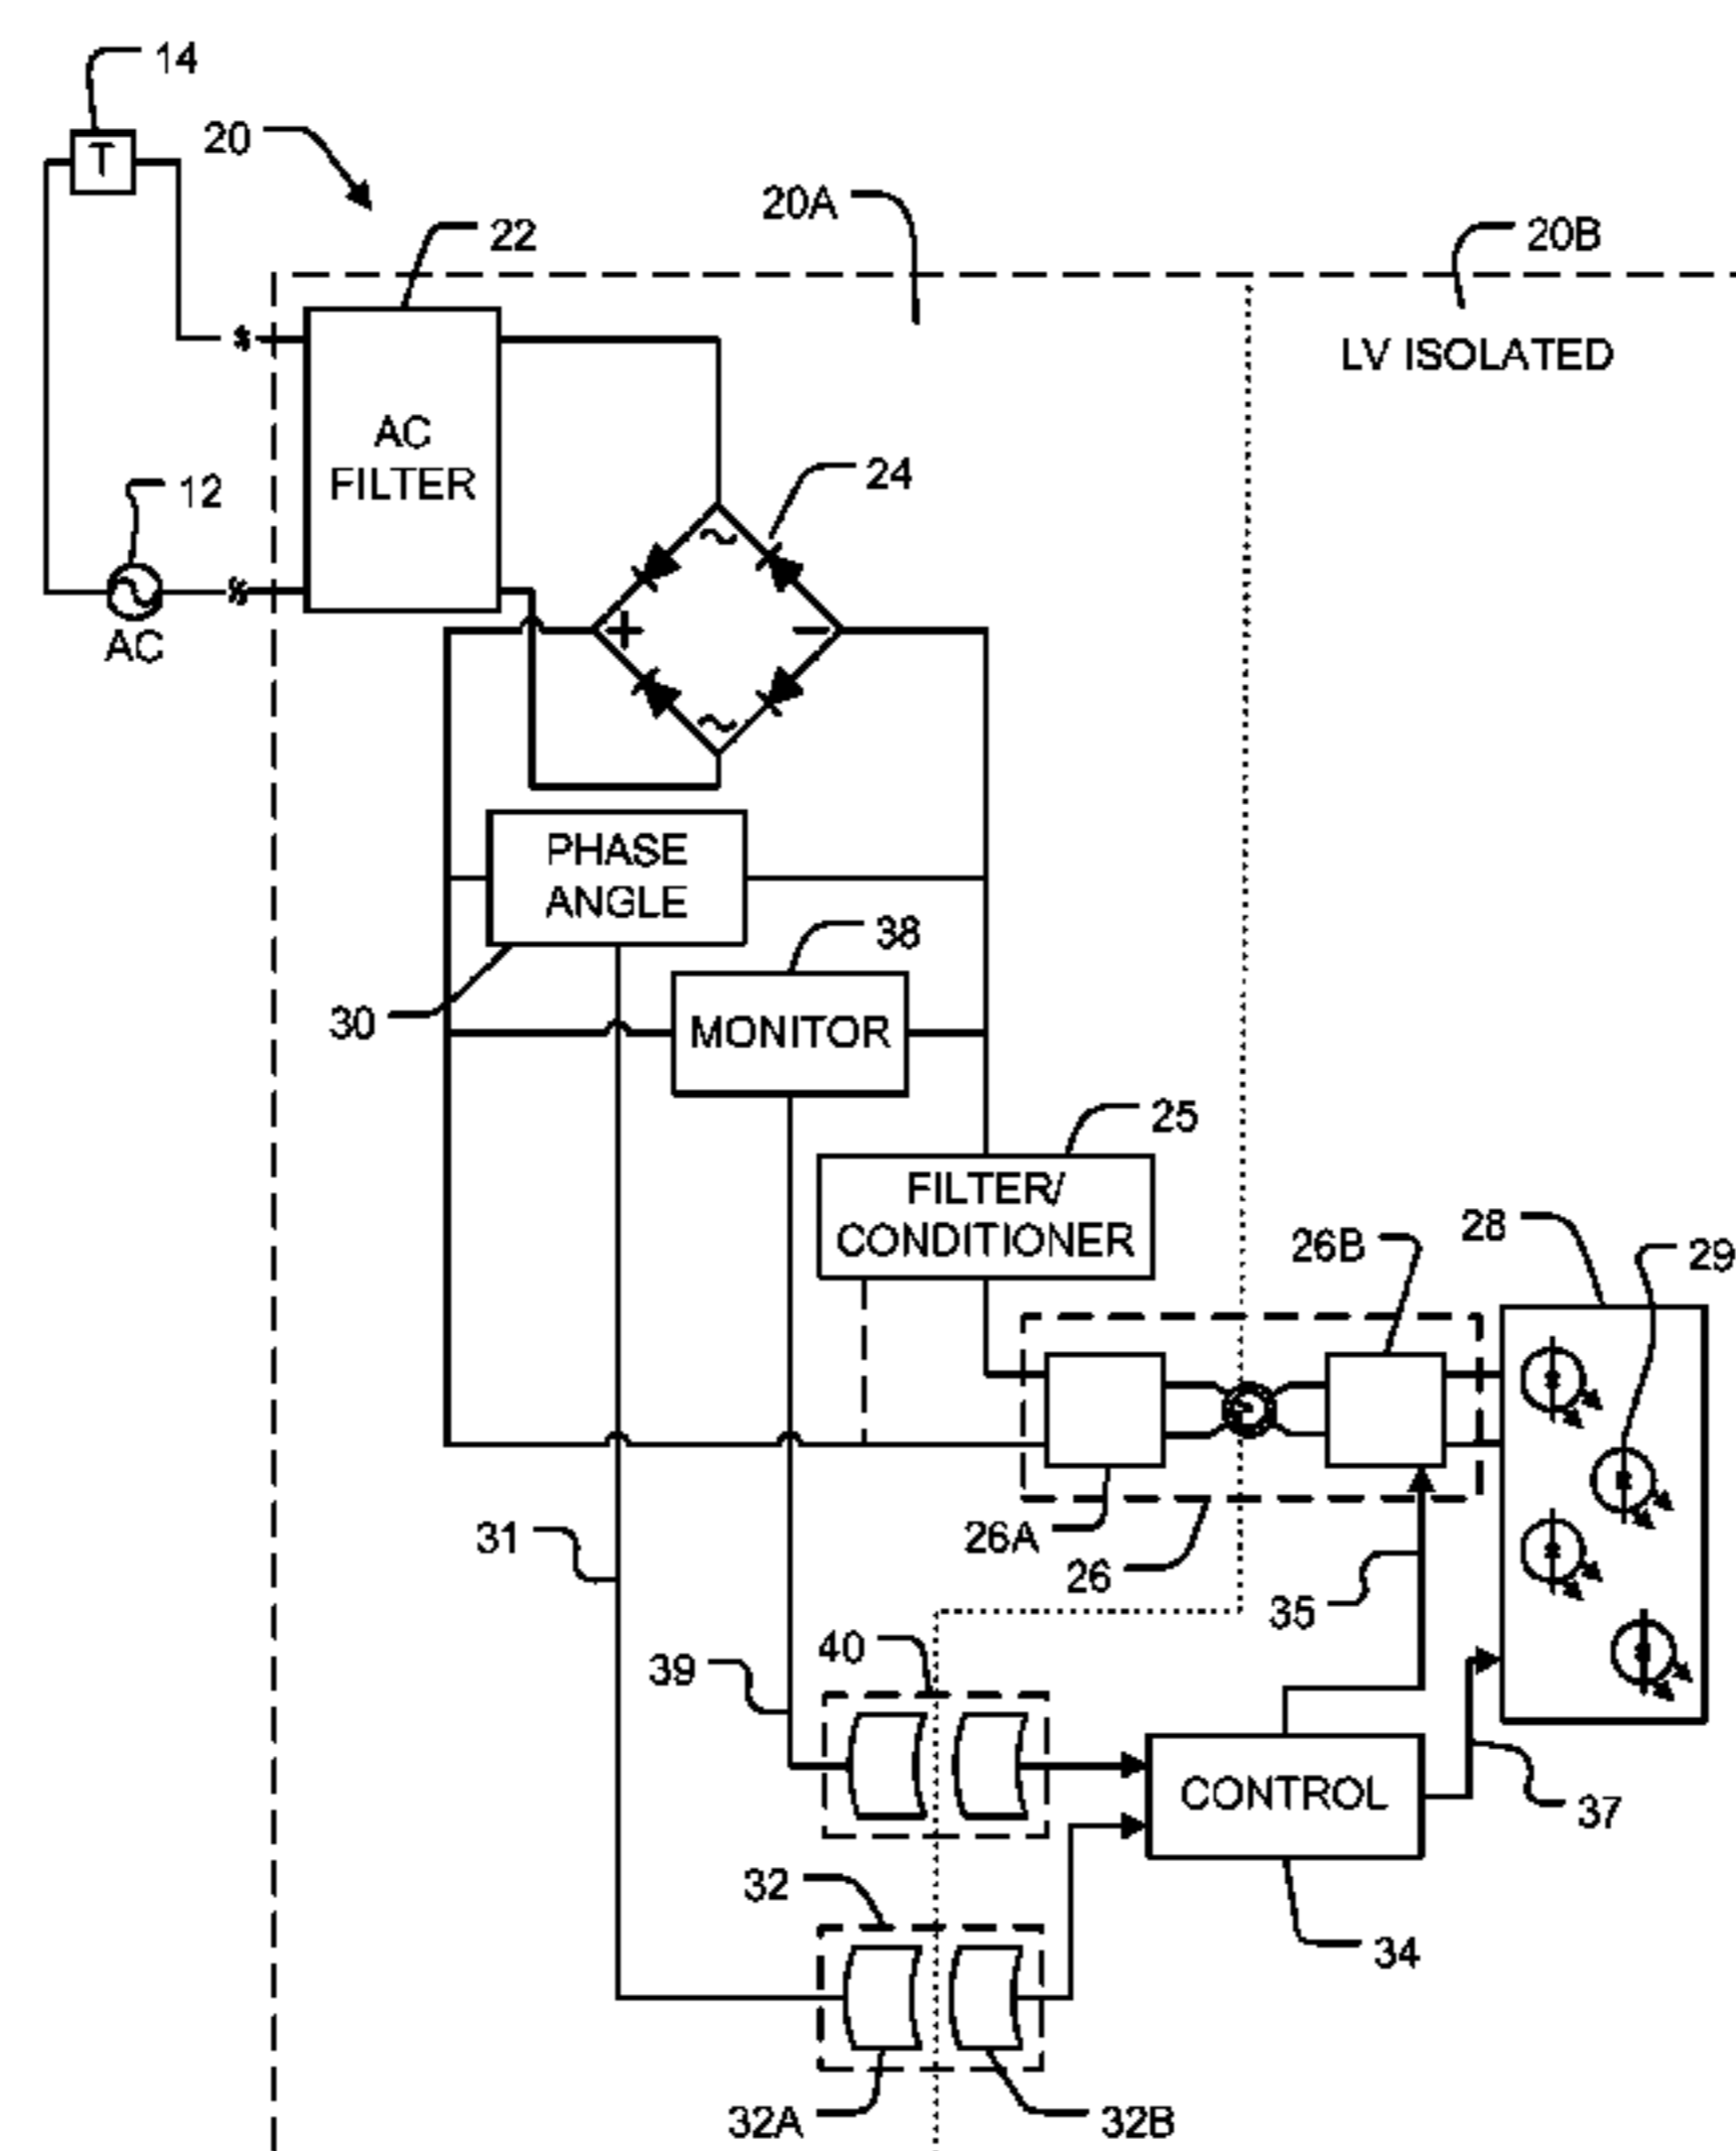 14
T
20
20A
20B
22
LV ISOLATED
AC
FILTER
24
12
AC
+
−
PHASE
ANGLE
38
30
MONITOR
25
FILTER/
CONDITIONER
26B
28
29
31
26A
26
35
40
39
CONTROL
37
32
34
32A
32B